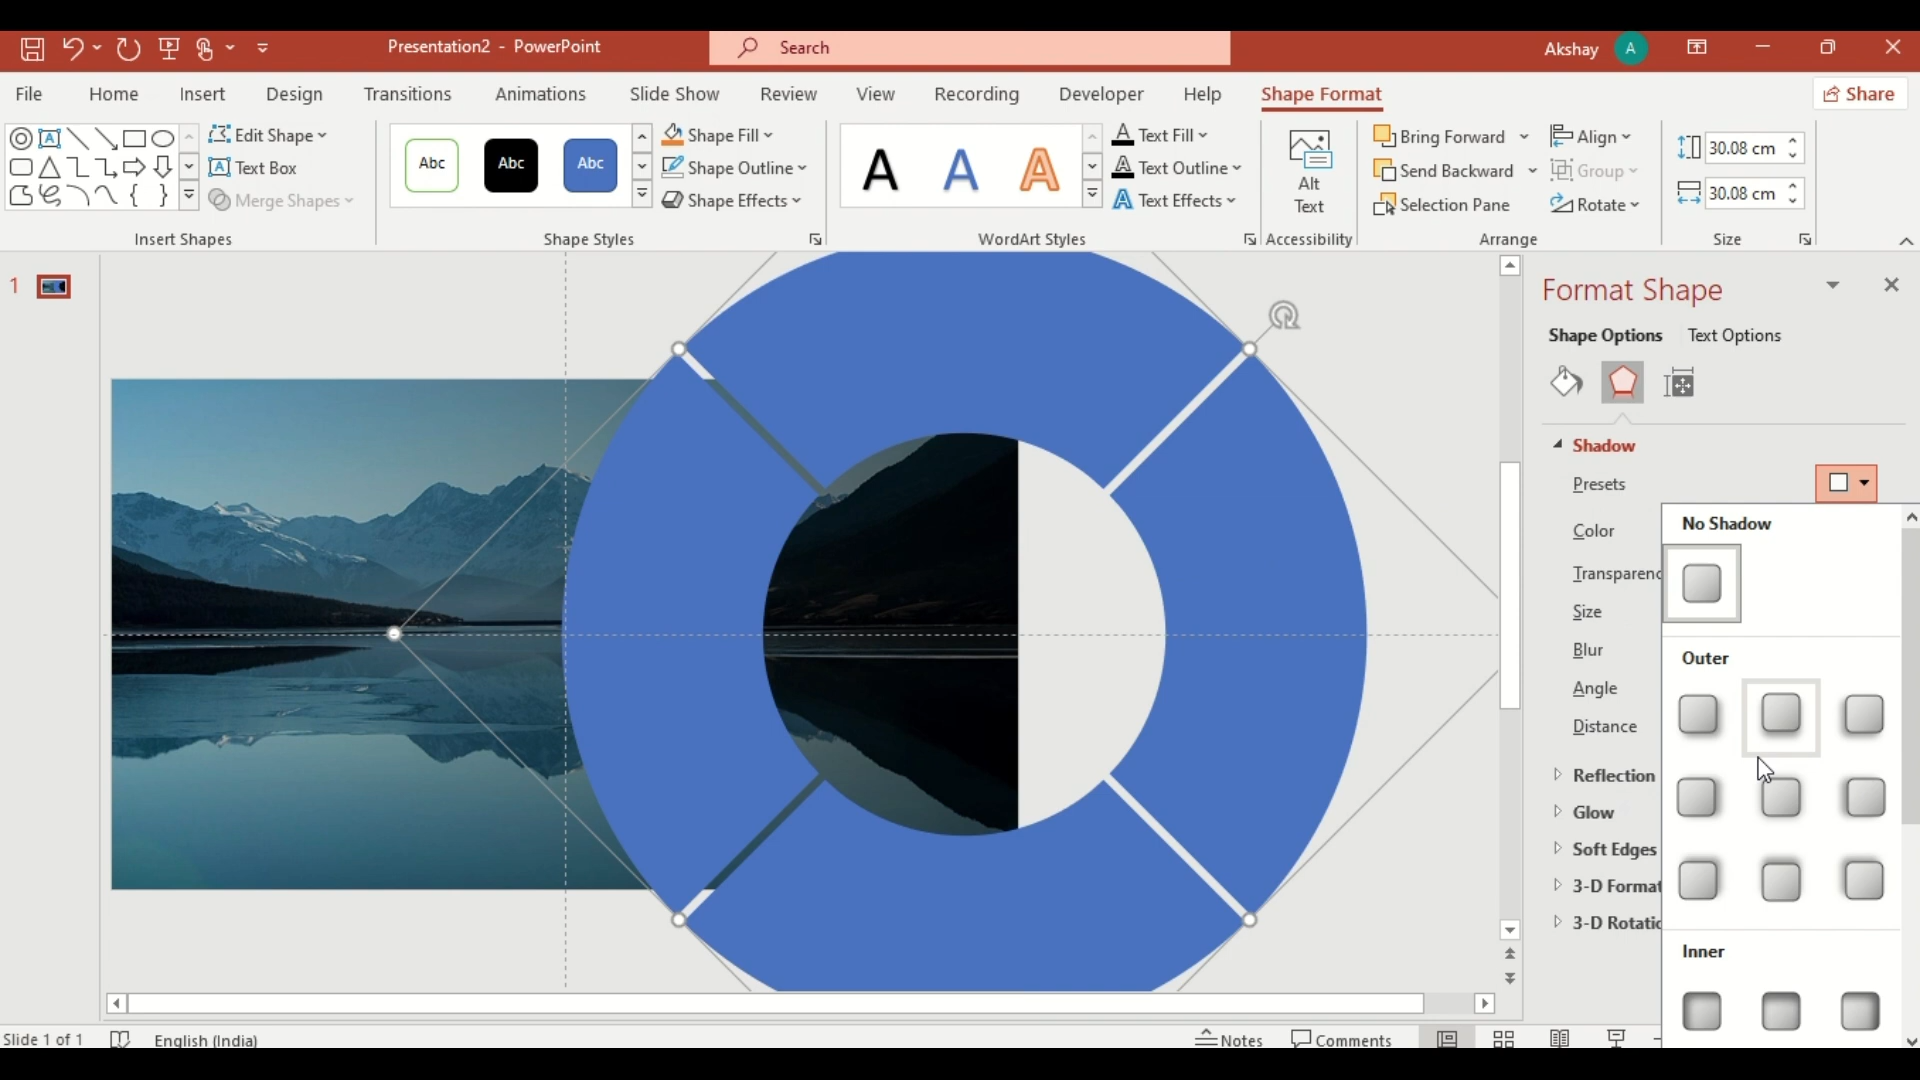 Presentation2 - PowerPoint
Search
Akshay
A
File Home Insert Design Transitions Animations Slide Show Review View Recording Developer Help Shape Format
Share
Edit Shape
Text Box
Merge Shapes
Insert Shapes
Abc Abc Abc
Shape Fill
Shape Outline
Shape Effects
Shape Styles
A A A
Text Fill
Text Outline
Text Effects
WordArt Styles
Alt
Text
Accessibility
Bring Forward
Send Backward
Selection Pane
Align
Group
Rotate
Arrange
30.08 cm
30.08 cm
Size
1
Format Shape
Shape Options Text Options
Shadow
Presets
Color
Transparenc
Size
Blur
Angle
Distance
Reflection
Glow
Soft Edges
3-D Format
3-D Rotatic
No Shadow
Outer
Inner
Slide 1 of 1
English (India)
Notes
Comments